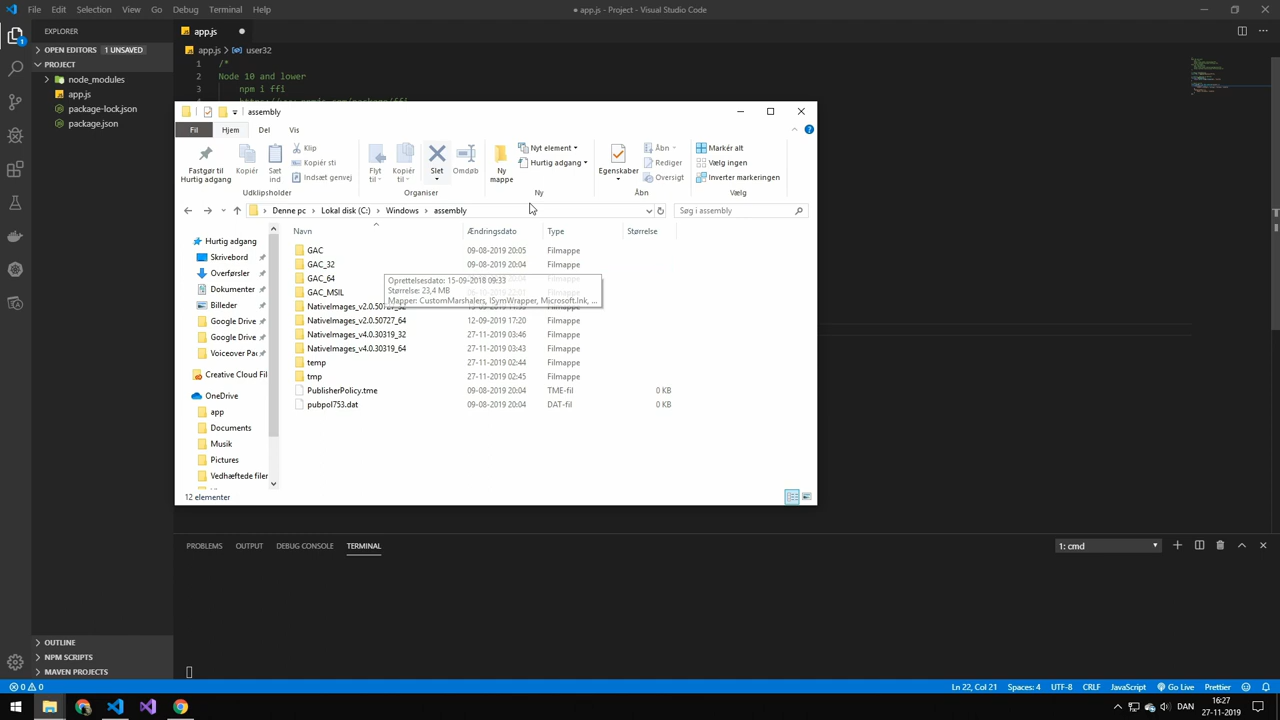 File Edit Selection View Go Debug Terminal Help
● app.js - Project - Visual Studio Code
EXPLORER
OPEN EDITORS 1 UNSAVED
PROJECT
node_modules
app.js
package-lock.json
package.json
app.js
app.js > user32
1 /*
2 Node 10 and lower
3 npm i ffi
4
assembly
Fil Hjem Del Vis
Fastgør til Hurtig adgang
Kopiér
Sæt ind
Klip
Kopiér sti
Indsæt genvej
Udklipsholder
Flyt til
Kopiér til
Slet
Omdøb
Organiser
Ny mappe
Nyt element
Hurtig adgang
Ny
Egenskaber
Åbn
Rediger
Oversigt
Åbn
Markér alt
Vælg ingen
Inverter markeringen
Vælg
Denne pc > Lokal disk (C:) > Windows > assembly
Søg i assembly
Hurtig adgang
Skrivebord
Overførsler
Dokumenter
Billeder
Google Drive
Google Drive
Voiceover Pac
Creative Cloud Fil
OneDrive
app
Documents
Musik
Pictures
Vedhæftede filer
Navn Ændringsdato Type Størrelse
GAC 09-08-2019 20:05 Filmappe
GAC_32 09-08-2019 20:04 Filmappe
GAC_64
GAC_MSIL
NativeImages_v2.0.50727_32
NativeImages_v2.0.50727_64 12-09-2019 17:20 Filmappe
NativeImages_v4.0.30319_32 27-11-2019 03:46 Filmappe
NativeImages_v4.0.30319_64 27-11-2019 03:43 Filmappe
temp 27-11-2019 02:44 Filmappe
tmp 27-11-2019 02:45 Filmappe
PublisherPolicy.tme 09-08-2019 20:04 TME-fil 0 KB
pubpol753.dat 09-08-2019 20:04 DAT-fil 0 KB
Oprettelsesdato: 15-09-2018 09:33
Størrelse: 23,4 MB
Mapper: CustomMarshalers, ISymWrapper, Microsoft.Ink, ...
12 elementer
PROBLEMS OUTPUT DEBUG CONSOLE TERMINAL
1: cmd
OUTLINE
NPM SCRIPTS
MAVEN PROJECTS
0 0
Ln 22, Col 21 Spaces: 4 UTF-8 CRLF JavaScript Go Live Prettier
DAN
16:27
27-11-2019